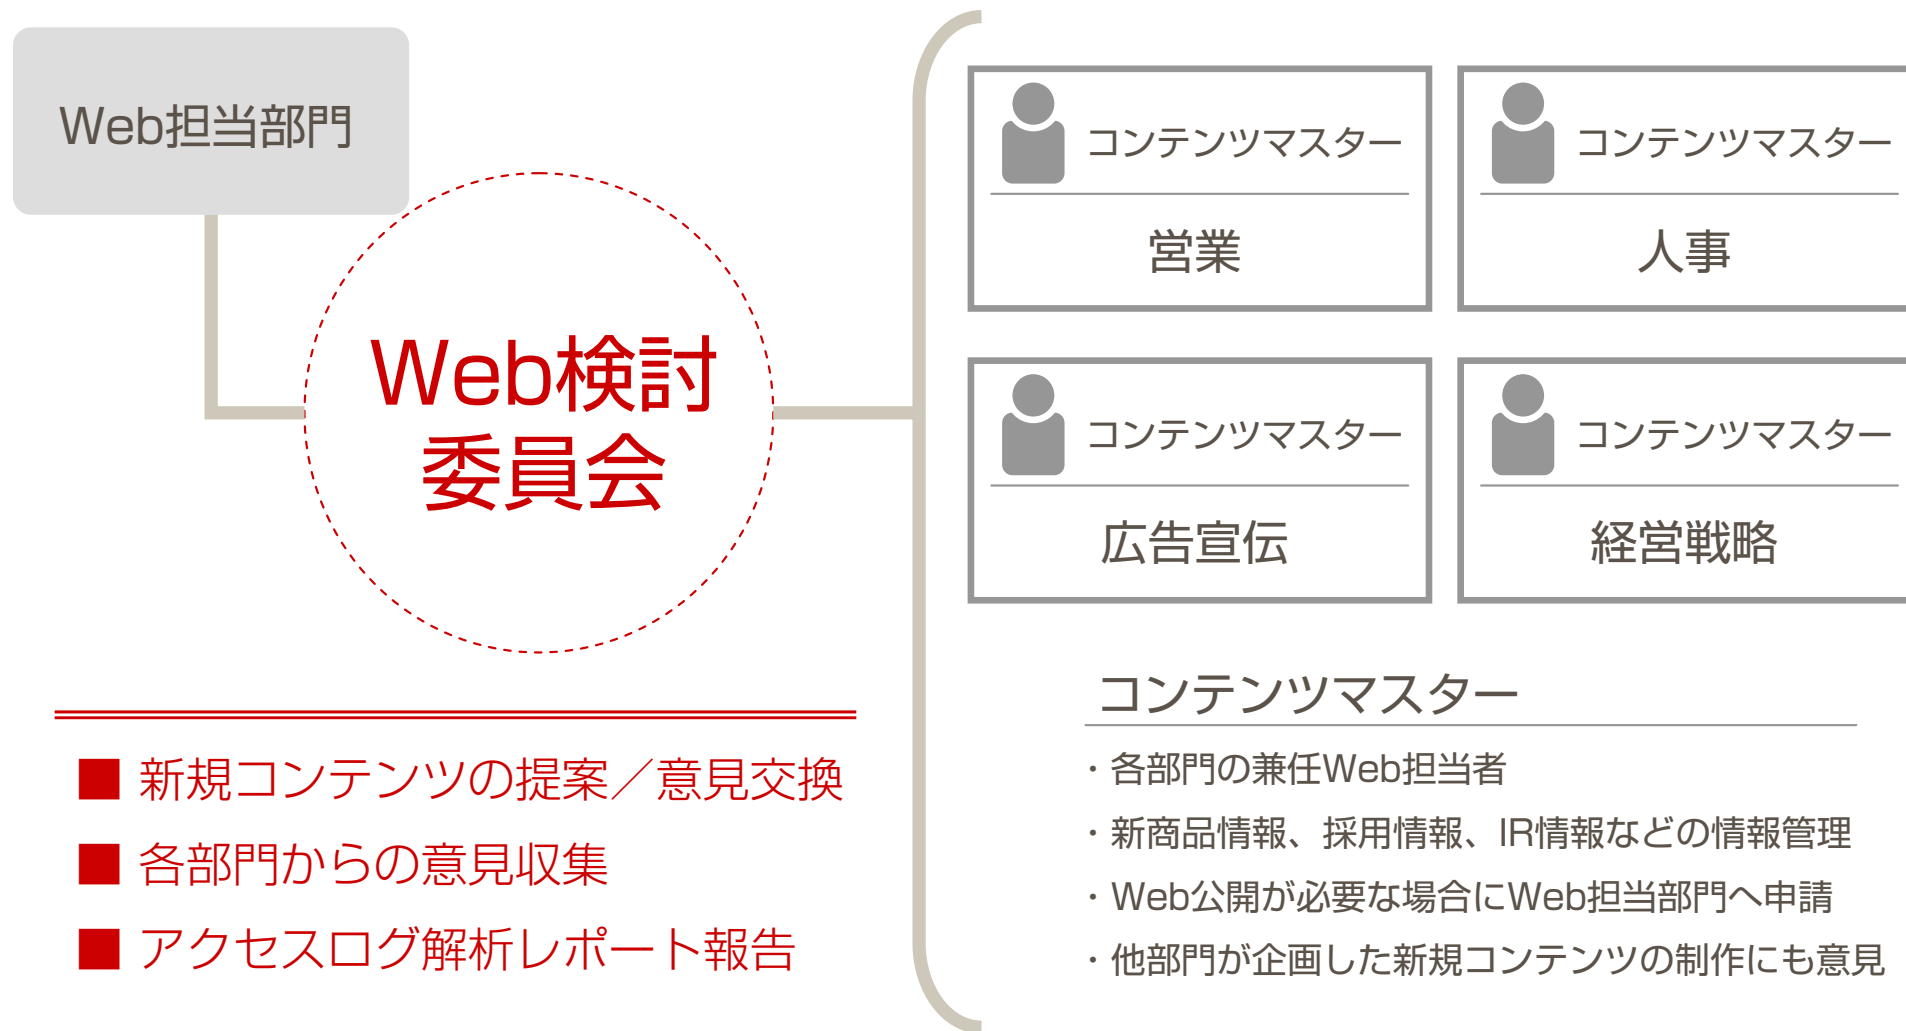 Web担当部門
Web検討
委員会
■ 新規コンテンツの提案／意見交換
■ 各部門からの意見収集
■ アクセスログ解析レポート報告
コンテンツマスター
営業
コンテンツマスター
人事
コンテンツマスター
広告宣伝
コンテンツマスター
経営戦略
コンテンツマスター
・各部門の兼任Web担当者
・新商品情報、採用情報、IR情報などの情報管理
・Web公開が必要な場合にWeb担当部門へ申請
・他部門が企画した新規コンテンツの制作にも意見